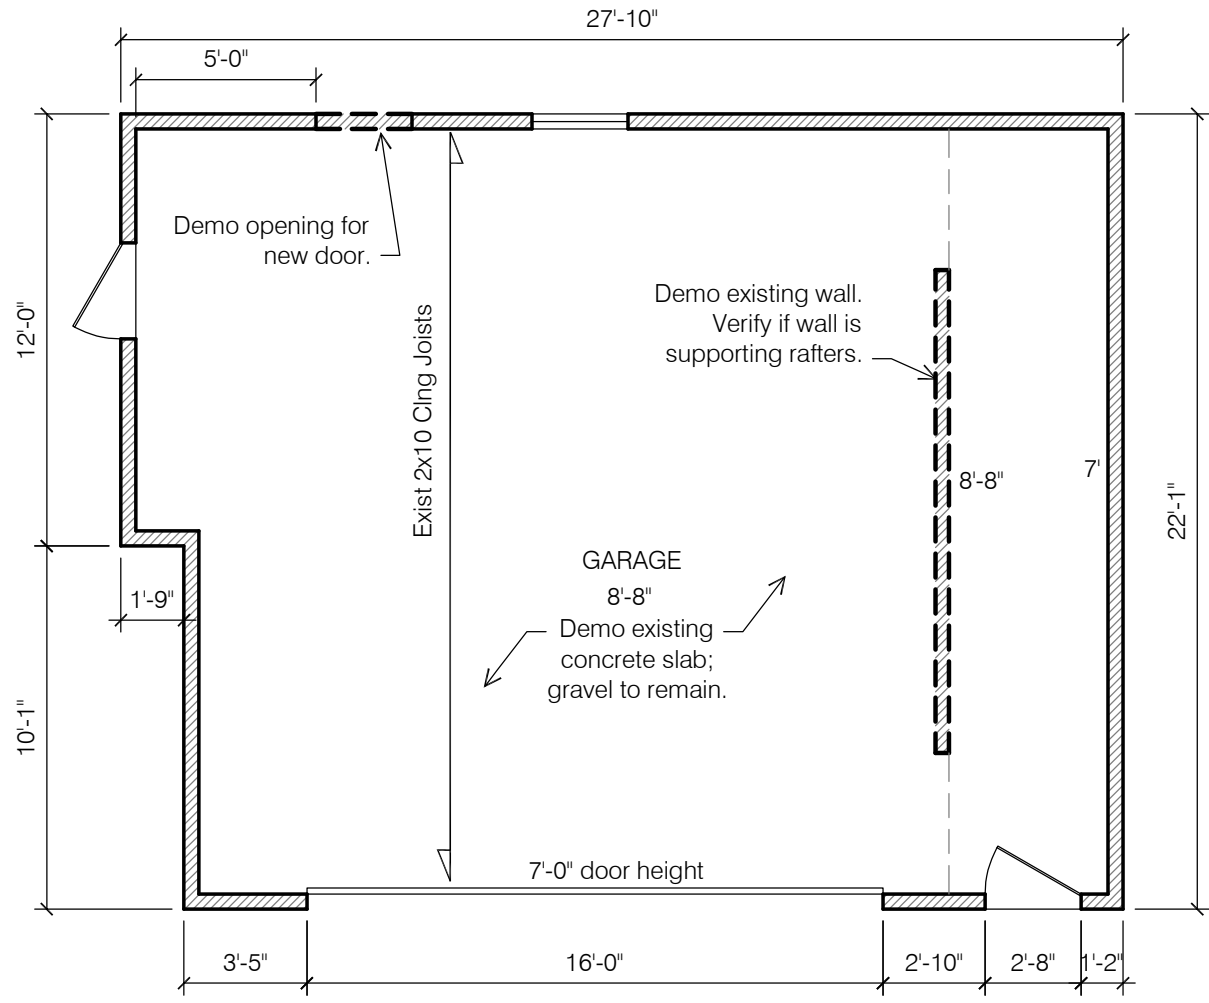 27'-10"
5'-0"
Demo opening for
new door.
12'-0"
Exist 2x10 Clng Joists
Demo existing wall.
Verify if wall is
supporting rafters.
8'-8"
7'
22'-1"
GARAGE
8'-8"
Demo existing
concrete slab;
gravel to remain.
1'-9"
10'-1"
7'-0" door height
3'-5"
16'-0"
2'-10"
2'-8"
1'-2"